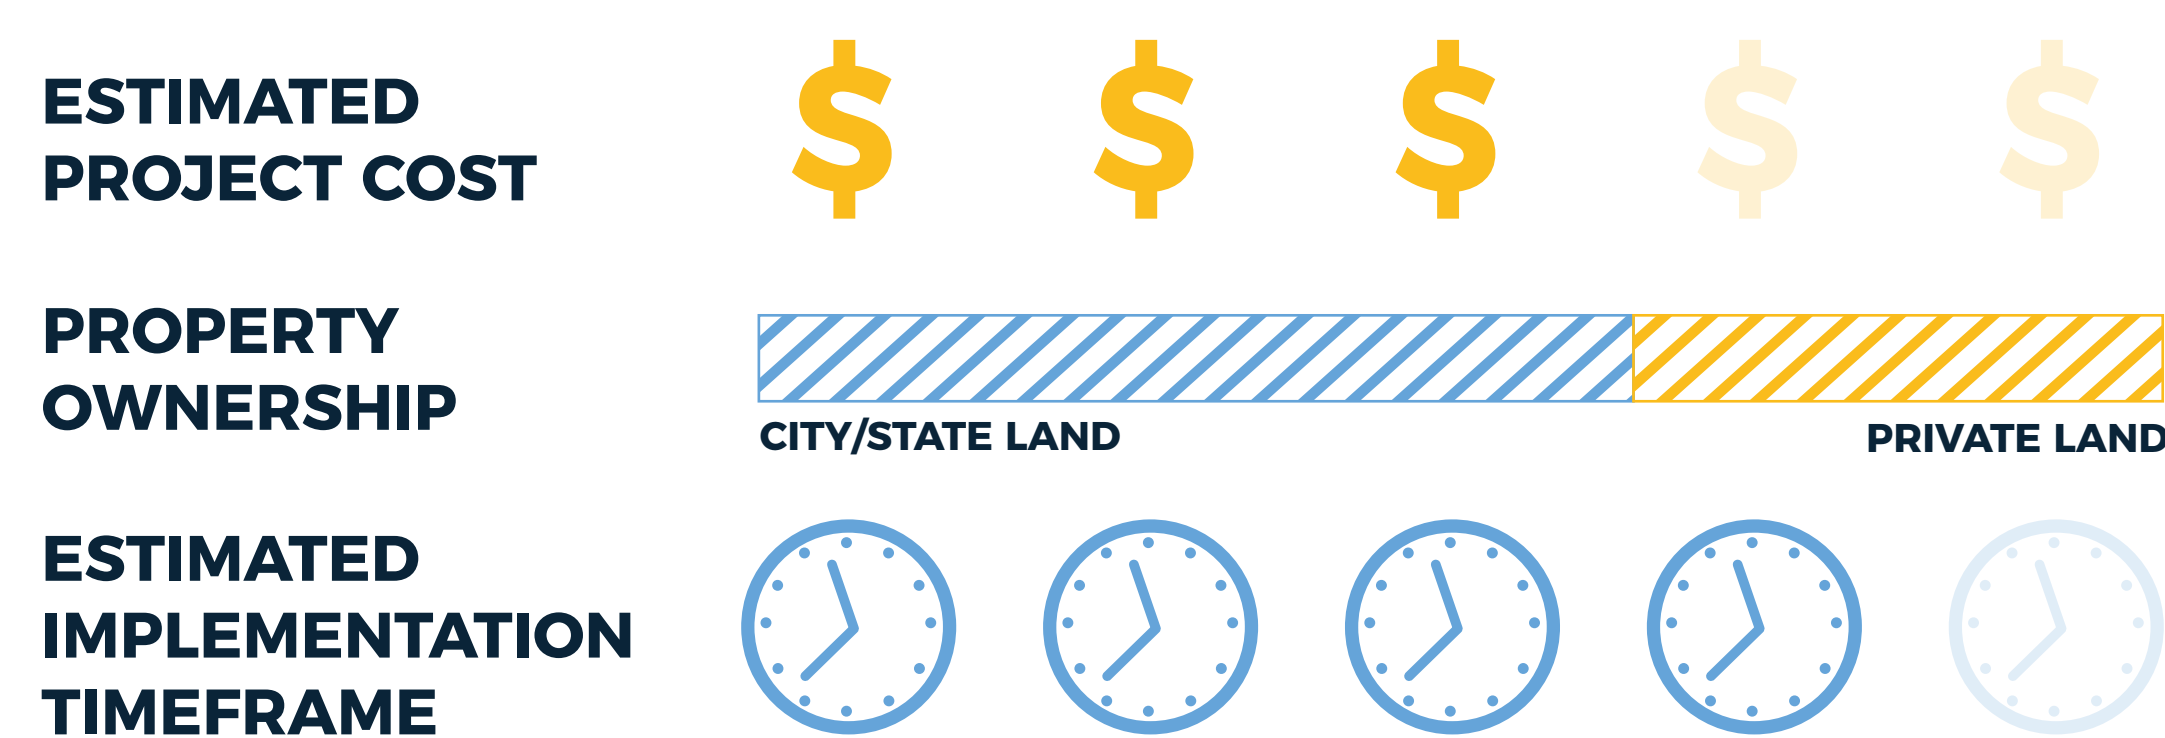 ESTIMATED
PROJECT COST
$ $ $ $ $
PROPERTY
OWNERSHIP
CITY/STATE LAND
PRIVATE LAND
ESTIMATED
IMPLEMENTATION
TIMEFRAME